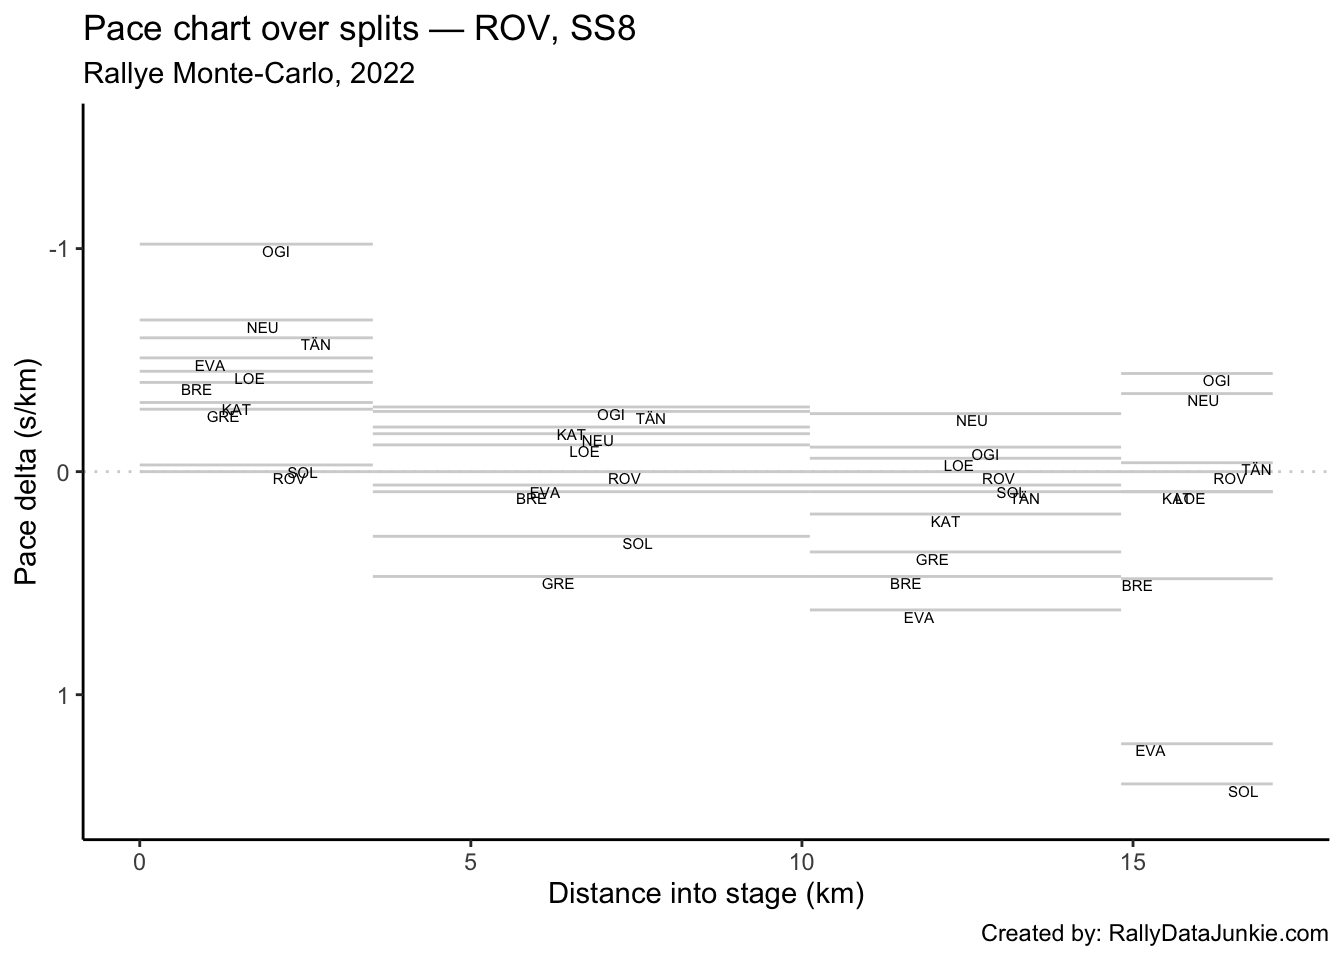 Pace chart over splits — ROV, SS8
Rallye Monte-Carlo, 2022
Pace delta (s/km)
-1
0
1
OGI
NEU
TÄN
EVA
LOE
BRE
KAT
GRE
SOL
ROV
OGI
TÄN
KAT
NEU
LOE
ROV
EVA
BRE
SOL
GRE
NEU
OGI
LOE
ROV
SOL
TÄN
KAT
GRE
BRE
EVA
OGI
NEU
TÄN
ROV
KAT
LOE
BRE
EVA
SOL
0
5
10
15
Distance into stage (km)
Created by: RallyDataJunkie.com